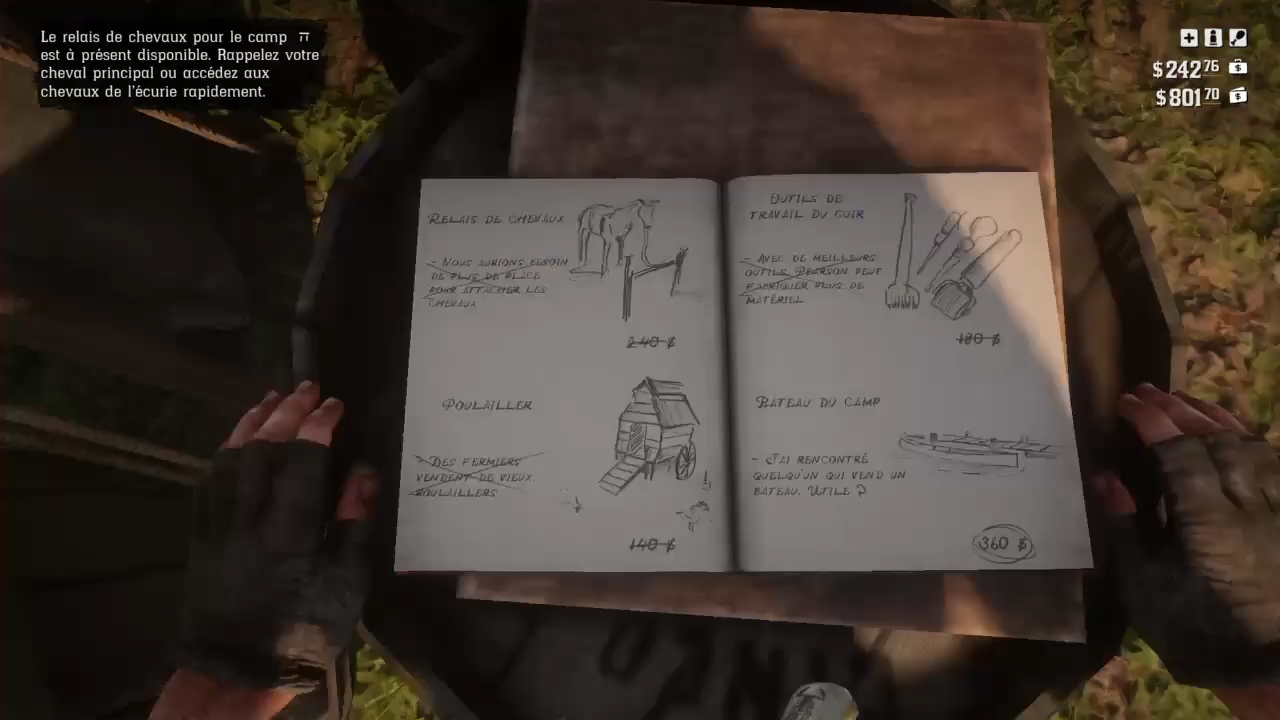 Le relais de chevaux pour le camp
est à présent disponible. Rappelez votre
cheval principal ou accédez aux
chevaux de l'écurie rapidement.
$242 76
$801 70
RELAIS DE CHEVAUX
- NOUS AURIONS BESOIN
DE PLUS DE PLACE
POUR ATTACHER LES
CHEVAUX
240 $
POULAILLER
- DES FERMIERS
VENDENT DE VIEUX
POULAILLERS
140 $
OUTILS DE
TRAVAIL DU CUIR
- AVEC DE MEILLEURS
OUTILS, PEARSON PEUT
FABRIQUER PLUS DE
MATÉRIEL
180 $
BATEAU DU CAMP
- J'AI RENCONTRÉ
QUELQU'UN QUI VEND UN
BATEAU. UTILE ?
360 $